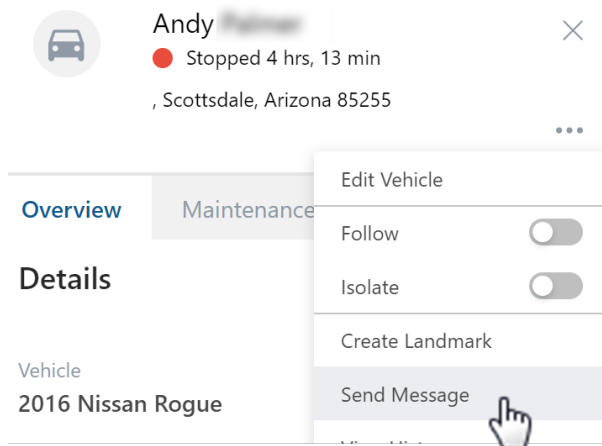 Andy
Stopped 4 hrs, 13 min
, Scottsdale, Arizona 85255
Edit Vehicle
Overview
Maintenance
Follow
Details
Isolate
Create Landmark
Vehicle
Send Message
2016 Nissan Rogue